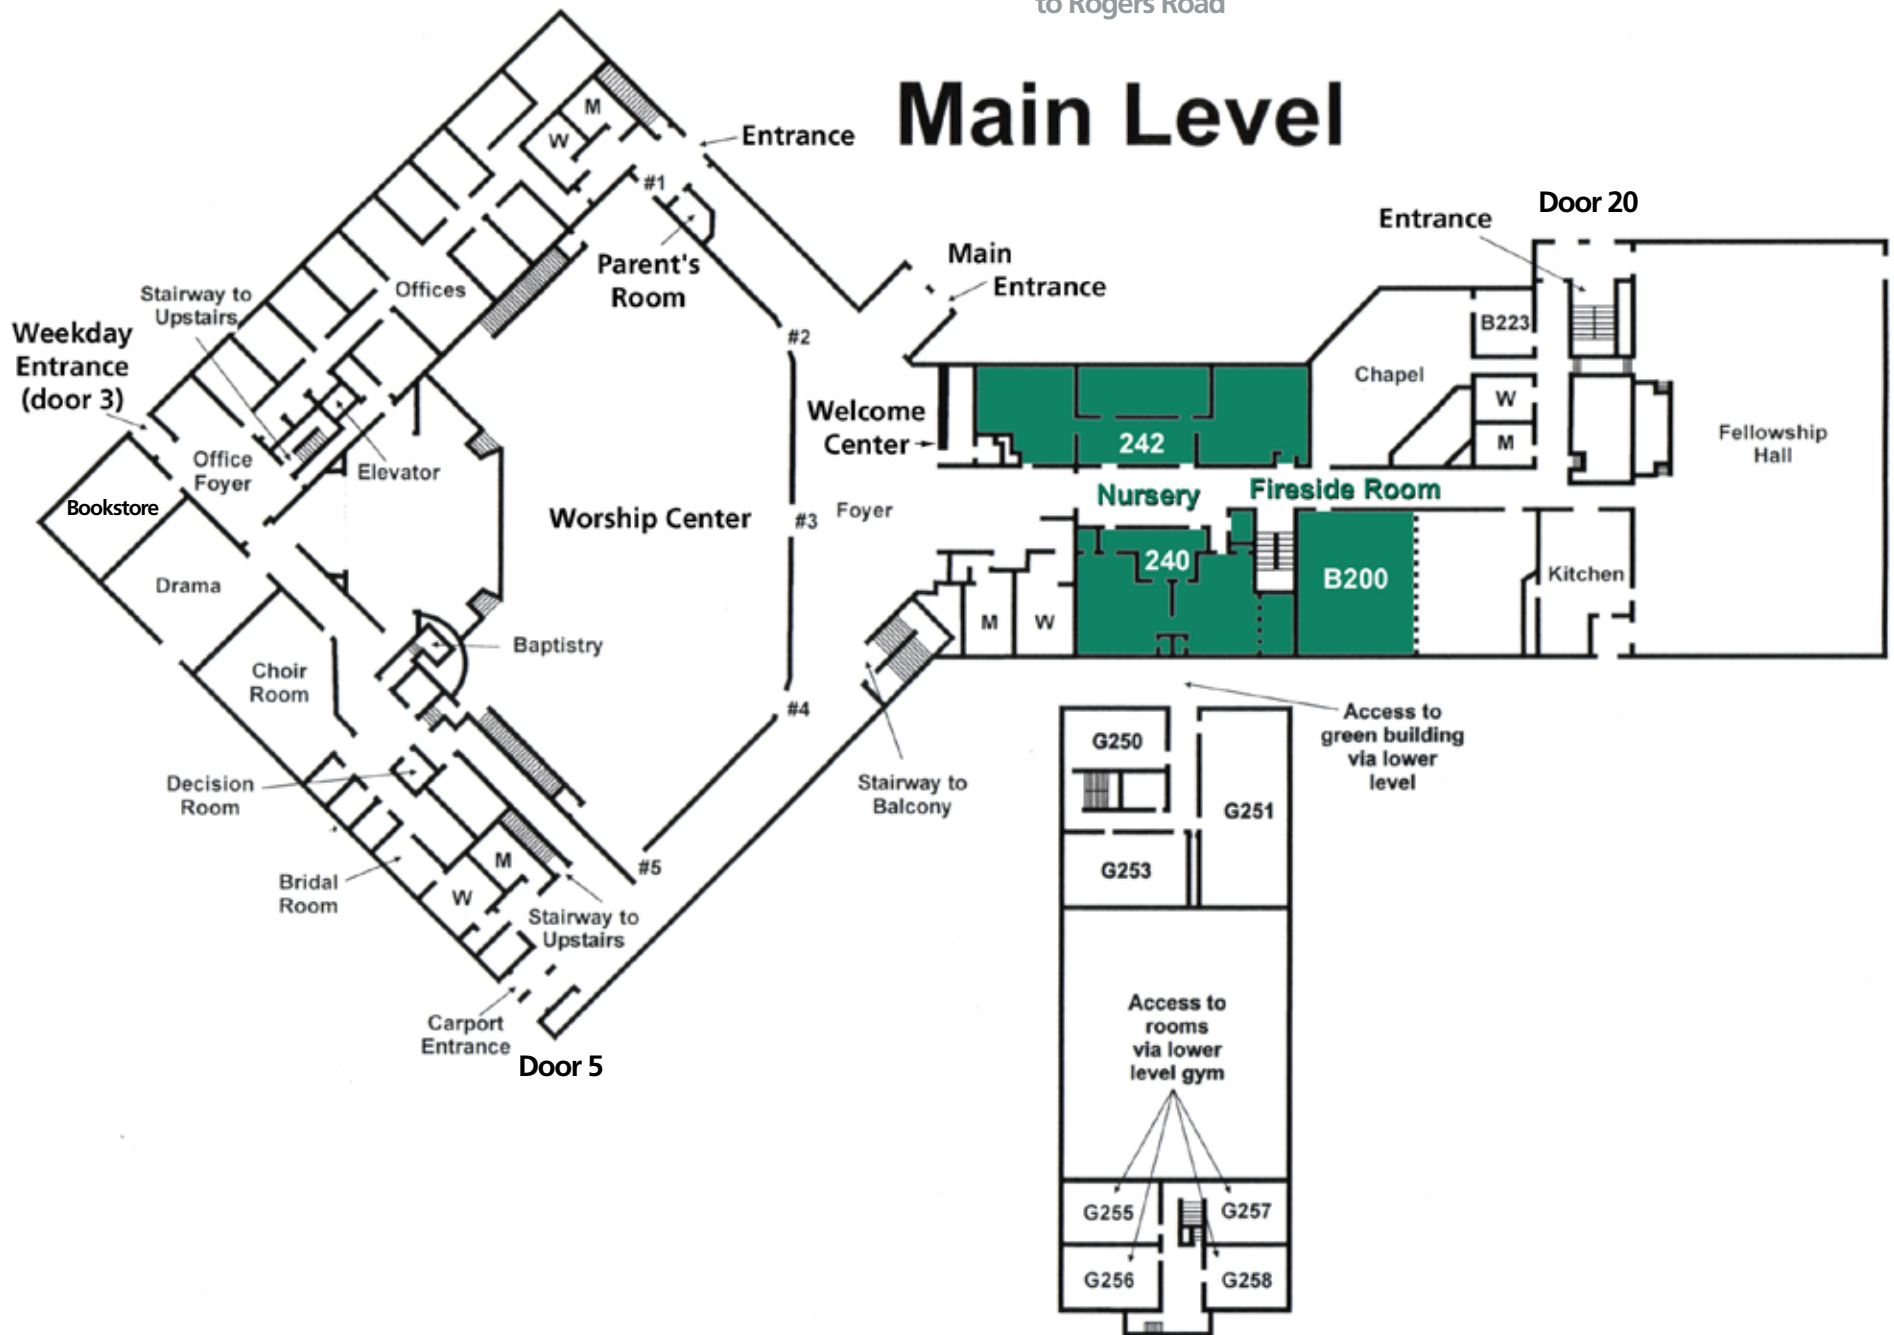 to Rogers Road
Main Level
M
W
Entrance
#1
Parent's
Room
Main
Entrance
Door 20
Entrance
Offices
Stairway to
Upstairs
Weekday
Entrance
(door 3)
#2
B223
Chapel
Welcome
Center
W
M
242
Fellowship
Hall
Office
Foyer
Elevator
Bookstore
Worship Center
#3
Foyer
Nursery
Fireside Room
240
B200
Kitchen
Drama
M
W
Baptistry
Choir
Room
#4
Access to
green building
via lower
level
G250
Decision
Room
Stairway to
Balcony
G251
M
#5
G253
Bridal
Room
W
Stairway to
Upstairs
Access to
rooms
via lower
level gym
Carport
Entrance
Door 5
G255
G257
G256
G258